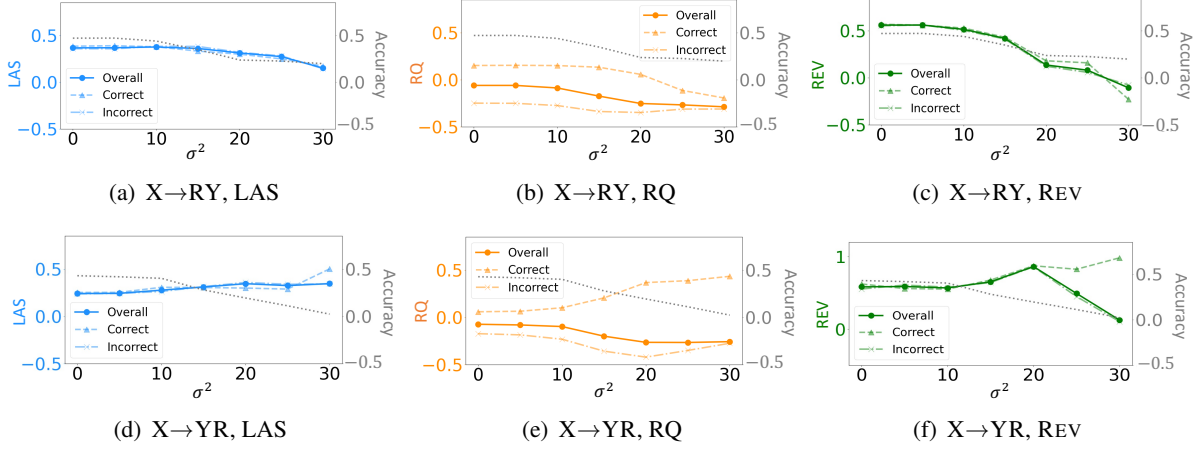 LAS
0.5
0.0
−0.5
Overall
Correct
Incorrect
0 10 20 30
σ²
0.5
0.0
−0.5
Accuracy
(a) X→RY, LAS
RQ
0.5
0.0
−0.5
Overall
Correct
Incorrect
0 10 20 30
σ²
0.5
0.0
−0.5
Accuracy
(b) X→RY, RQ
REV
0.5
0.0
−0.5
Overall
Correct
Incorrect
0 10 20 30
σ²
0.5
0.0
−0.5
Accuracy
(c) X→RY, REV
LAS
0.5
0.0
−0.5
Overall
Correct
Incorrect
0 10 20 30
σ²
0.5
0.0
−0.5
Accuracy
(d) X→YR, LAS
RQ
0.5
0.0
−0.5
Overall
Correct
Incorrect
0 10 20 30
σ²
0.5
0.0
−0.5
Accuracy
(e) X→YR, RQ
REV
1
0
Overall
Correct
Incorrect
0 10 20 30
σ²
0.5
0.0
−0.5
Accuracy
(f) X→YR, REV